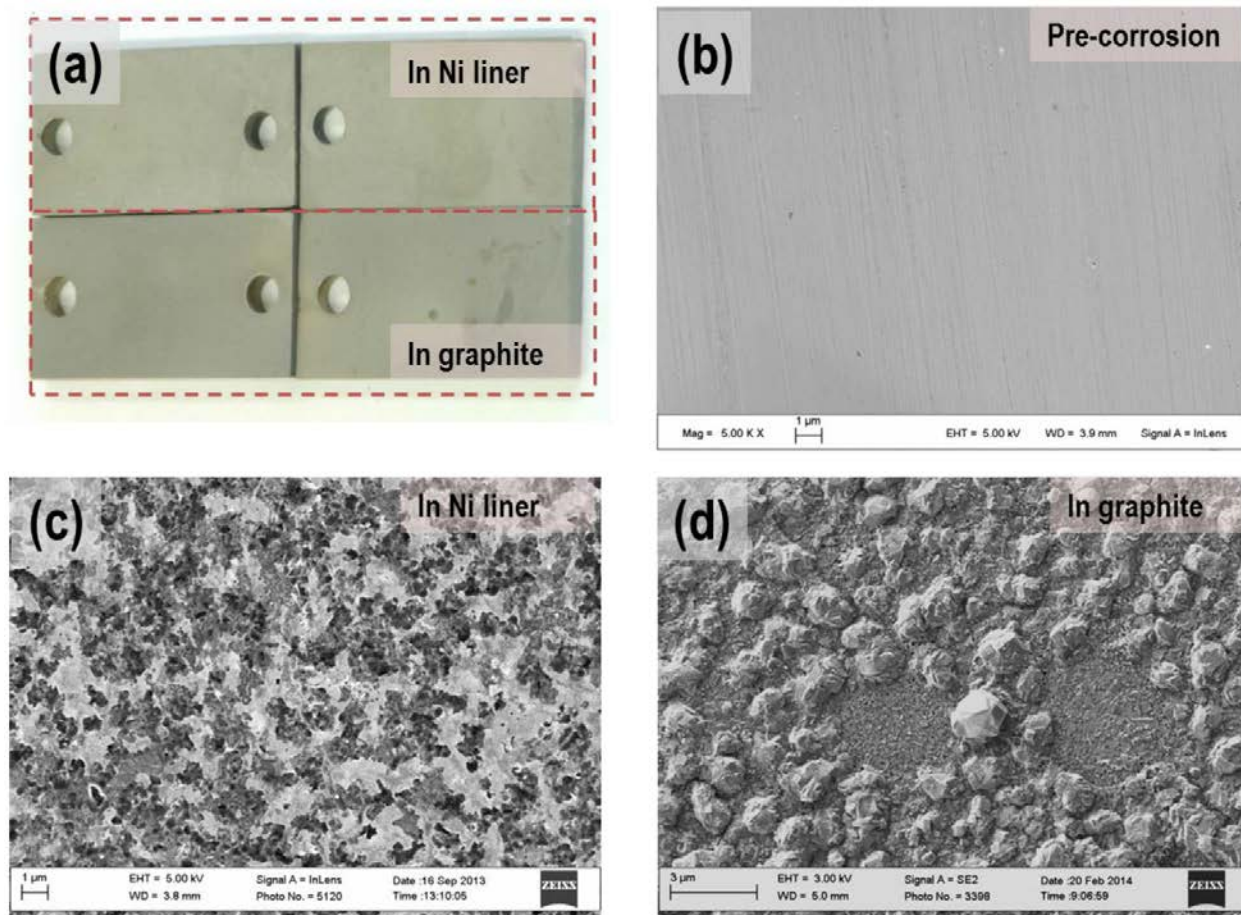 (a)
In Ni liner
In graphite
(b)
Pre-corrosion
Mag = 5.00 K X
1 µm
EHT = 5.00 kV
WD = 3.9 mm
Signal A = InLens
(c)
In Ni liner
1 µm
EHT = 5.00 kV
WD = 3.8 mm
Signal A = InLens
Photo No. = 5120
Date :16 Sep 2013
Time :13:10:05
ZEISS
(d)
In graphite
3 µm
EHT = 3.00 kV
WD = 5.0 mm
Signal A = SE2
Photo No. = 3398
Date :20 Feb 2014
Time :9:06:59
ZEISS